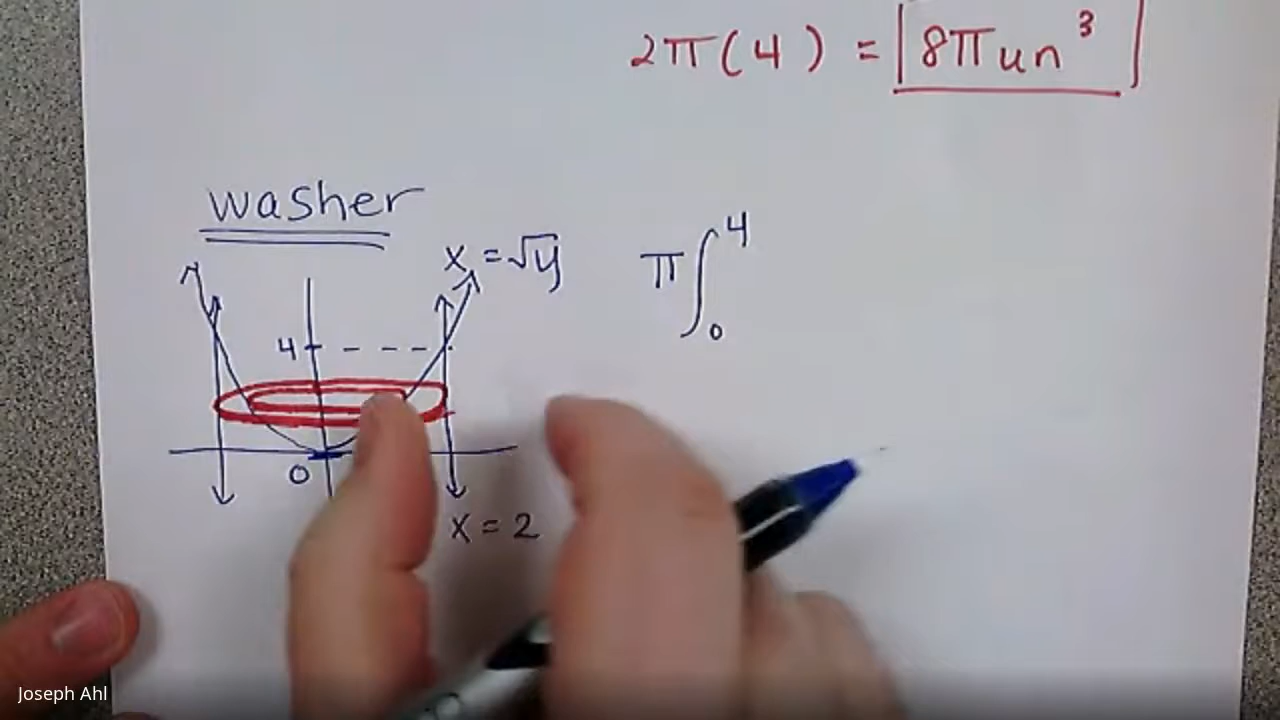 2π(4) = 8πun³
washer
x = √y
π∫₀⁴
4
0
x = 2
Joseph Ahl